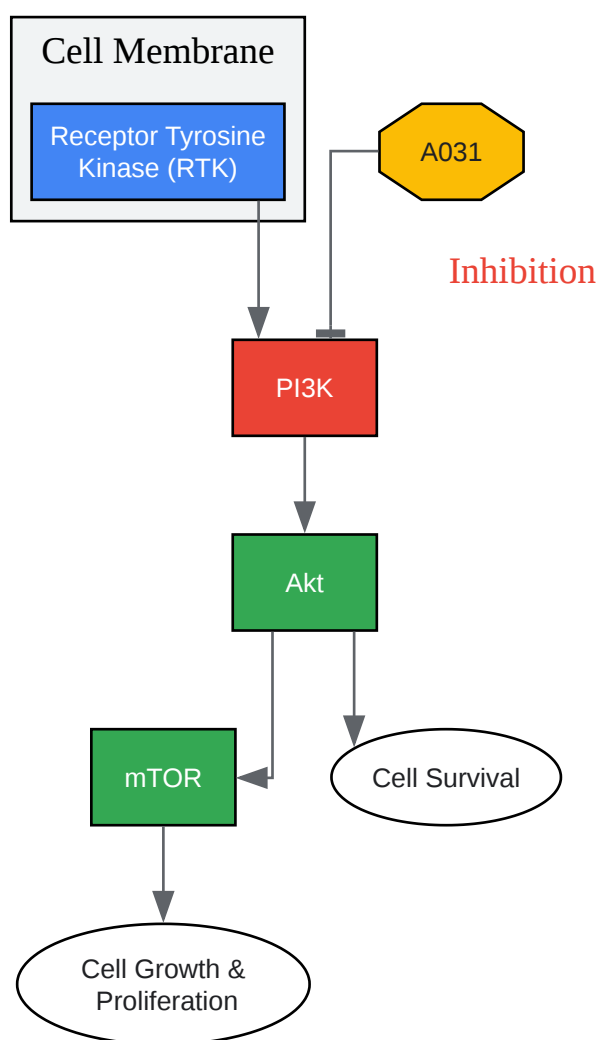 Cell Membrane
Receptor Tyrosine
Kinase (RTK)
A031
Inhibition
PI3K
Akt
mTOR
Cell Survival
Cell Growth &
Proliferation